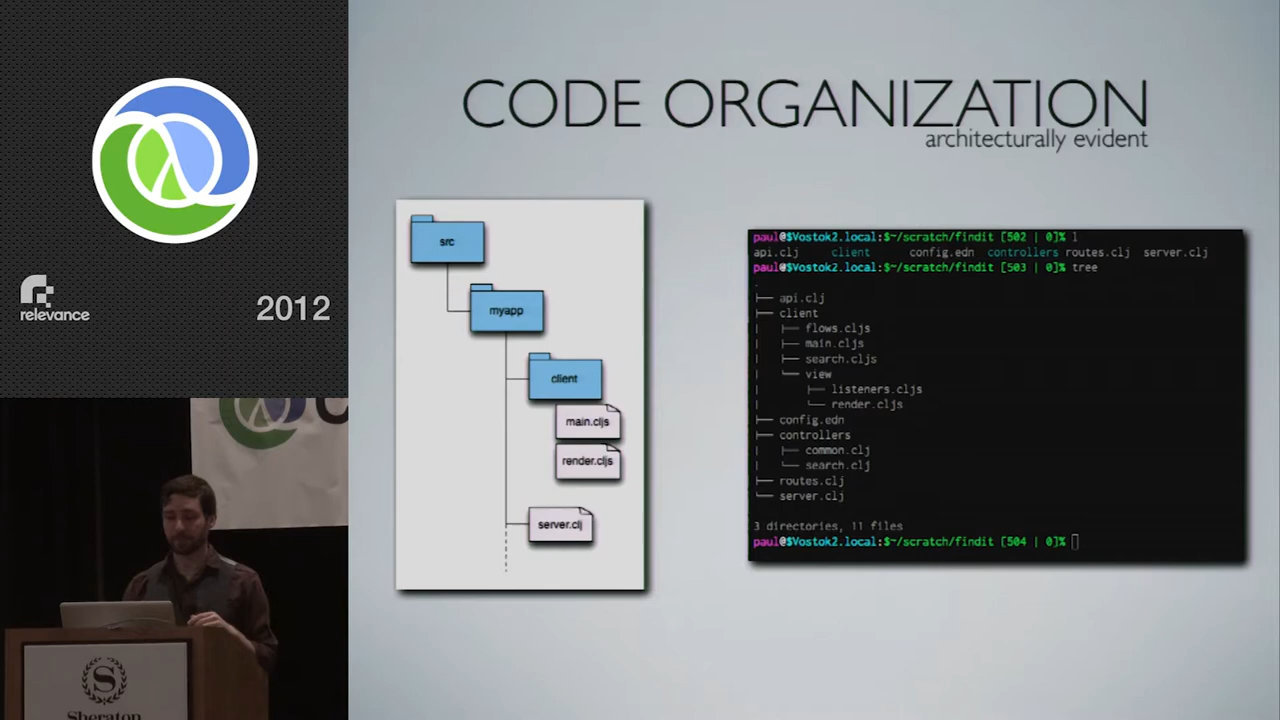 relevance
2012
CODE ORGANIZATION
architecturally evident
src
myapp
client
main.cljs
render.cljs
server.clj
paul@$Vostok2.local:$~/scratch/findit [502 | 0]% l
api.clj client config.edn controllers routes.clj server.clj
paul@$Vostok2.local:$~/scratch/findit [503 | 0]% tree
.
├── api.clj
├── client
│   ├── flows.cljs
│   ├── main.cljs
│   ├── search.cljs
│   └── view
│       ├── listeners.cljs
│       └── render.cljs
├── config.edn
├── controllers
│   ├── common.clj
│   └── search.clj
├── routes.clj
└── server.clj
3 directories, 11 files
paul@$Vostok2.local:$~/scratch/findit [504 | 0]%
C
S
Sheraton